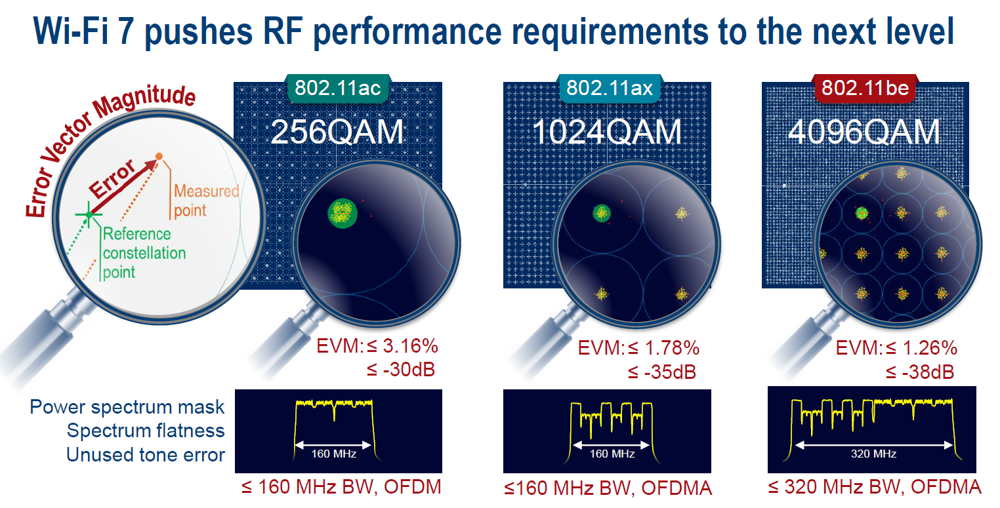 Wi-Fi 7 pushes RF performance requirements to the next level
Error Vector Magnitude
Error
Measured
point
Reference
constellation
point
802.11ac
256QAM
EVM: ≤ 3.16%
≤ -30dB
802.11ax
1024QAM
EVM: ≤ 1.78%
≤ -35dB
802.11be
4096QAM
EVM: ≤ 1.26%
≤ -38dB
Power spectrum mask
Spectrum flatness
Unused tone error
160 MHz
≤ 160 MHz BW, OFDM
160 MHz
≤160 MHz BW, OFDMA
320 MHz
≤ 320 MHz BW, OFDMA